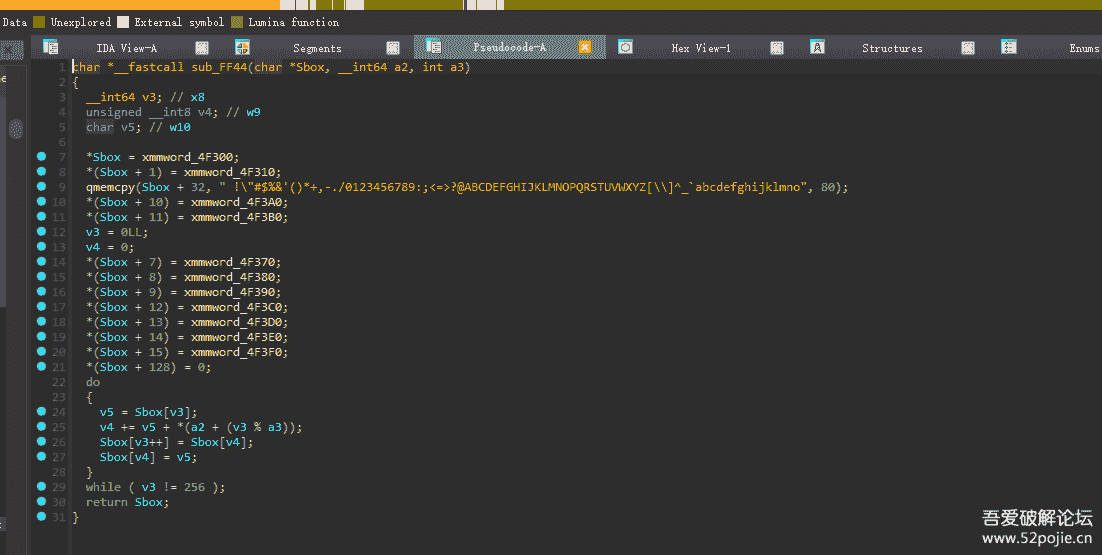 Data Unexplored External symbol Lumina function
IDA View-A Segments Pseudocode-A Hex View-1 Structures Enums
1 char *__fastcall sub_FF44(char *Sbox, __int64 a2, int a3)
2 {
3 __int64 v3; // x8
4 unsigned __int8 v4; // w9
5 char v5; // w10
6
7 *Sbox = xmmword_4F300;
8 *(Sbox + 1) = xmmword_4F310;
9 qmemcpy(Sbox + 32, " !\"#$%&'()*+,-./0123456789:;<=>?@ABCDEFGHIJKLMNOPQRSTUVWXYZ[\\]^_`abcdefghijklmno", 80);
10 *(Sbox + 10) = xmmword_4F3A0;
11 *(Sbox + 11) = xmmword_4F3B0;
12 v3 = 0LL;
13 v4 = 0;
14 *(Sbox + 7) = xmmword_4F370;
15 *(Sbox + 8) = xmmword_4F380;
16 *(Sbox + 9) = xmmword_4F390;
17 *(Sbox + 12) = xmmword_4F3C0;
18 *(Sbox + 13) = xmmword_4F3D0;
19 *(Sbox + 14) = xmmword_4F3E0;
20 *(Sbox + 15) = xmmword_4F3F0;
21 *(Sbox + 128) = 0;
22 do
23 {
24 v5 = Sbox[v3];
25 v4 += v5 + *(a2 + (v3 % a3));
26 Sbox[v3++] = Sbox[v4];
27 Sbox[v4] = v5;
28 }
29 while ( v3 != 256 );
30 return Sbox;
31 }
吾爱破解论坛
www.52pojie.cn